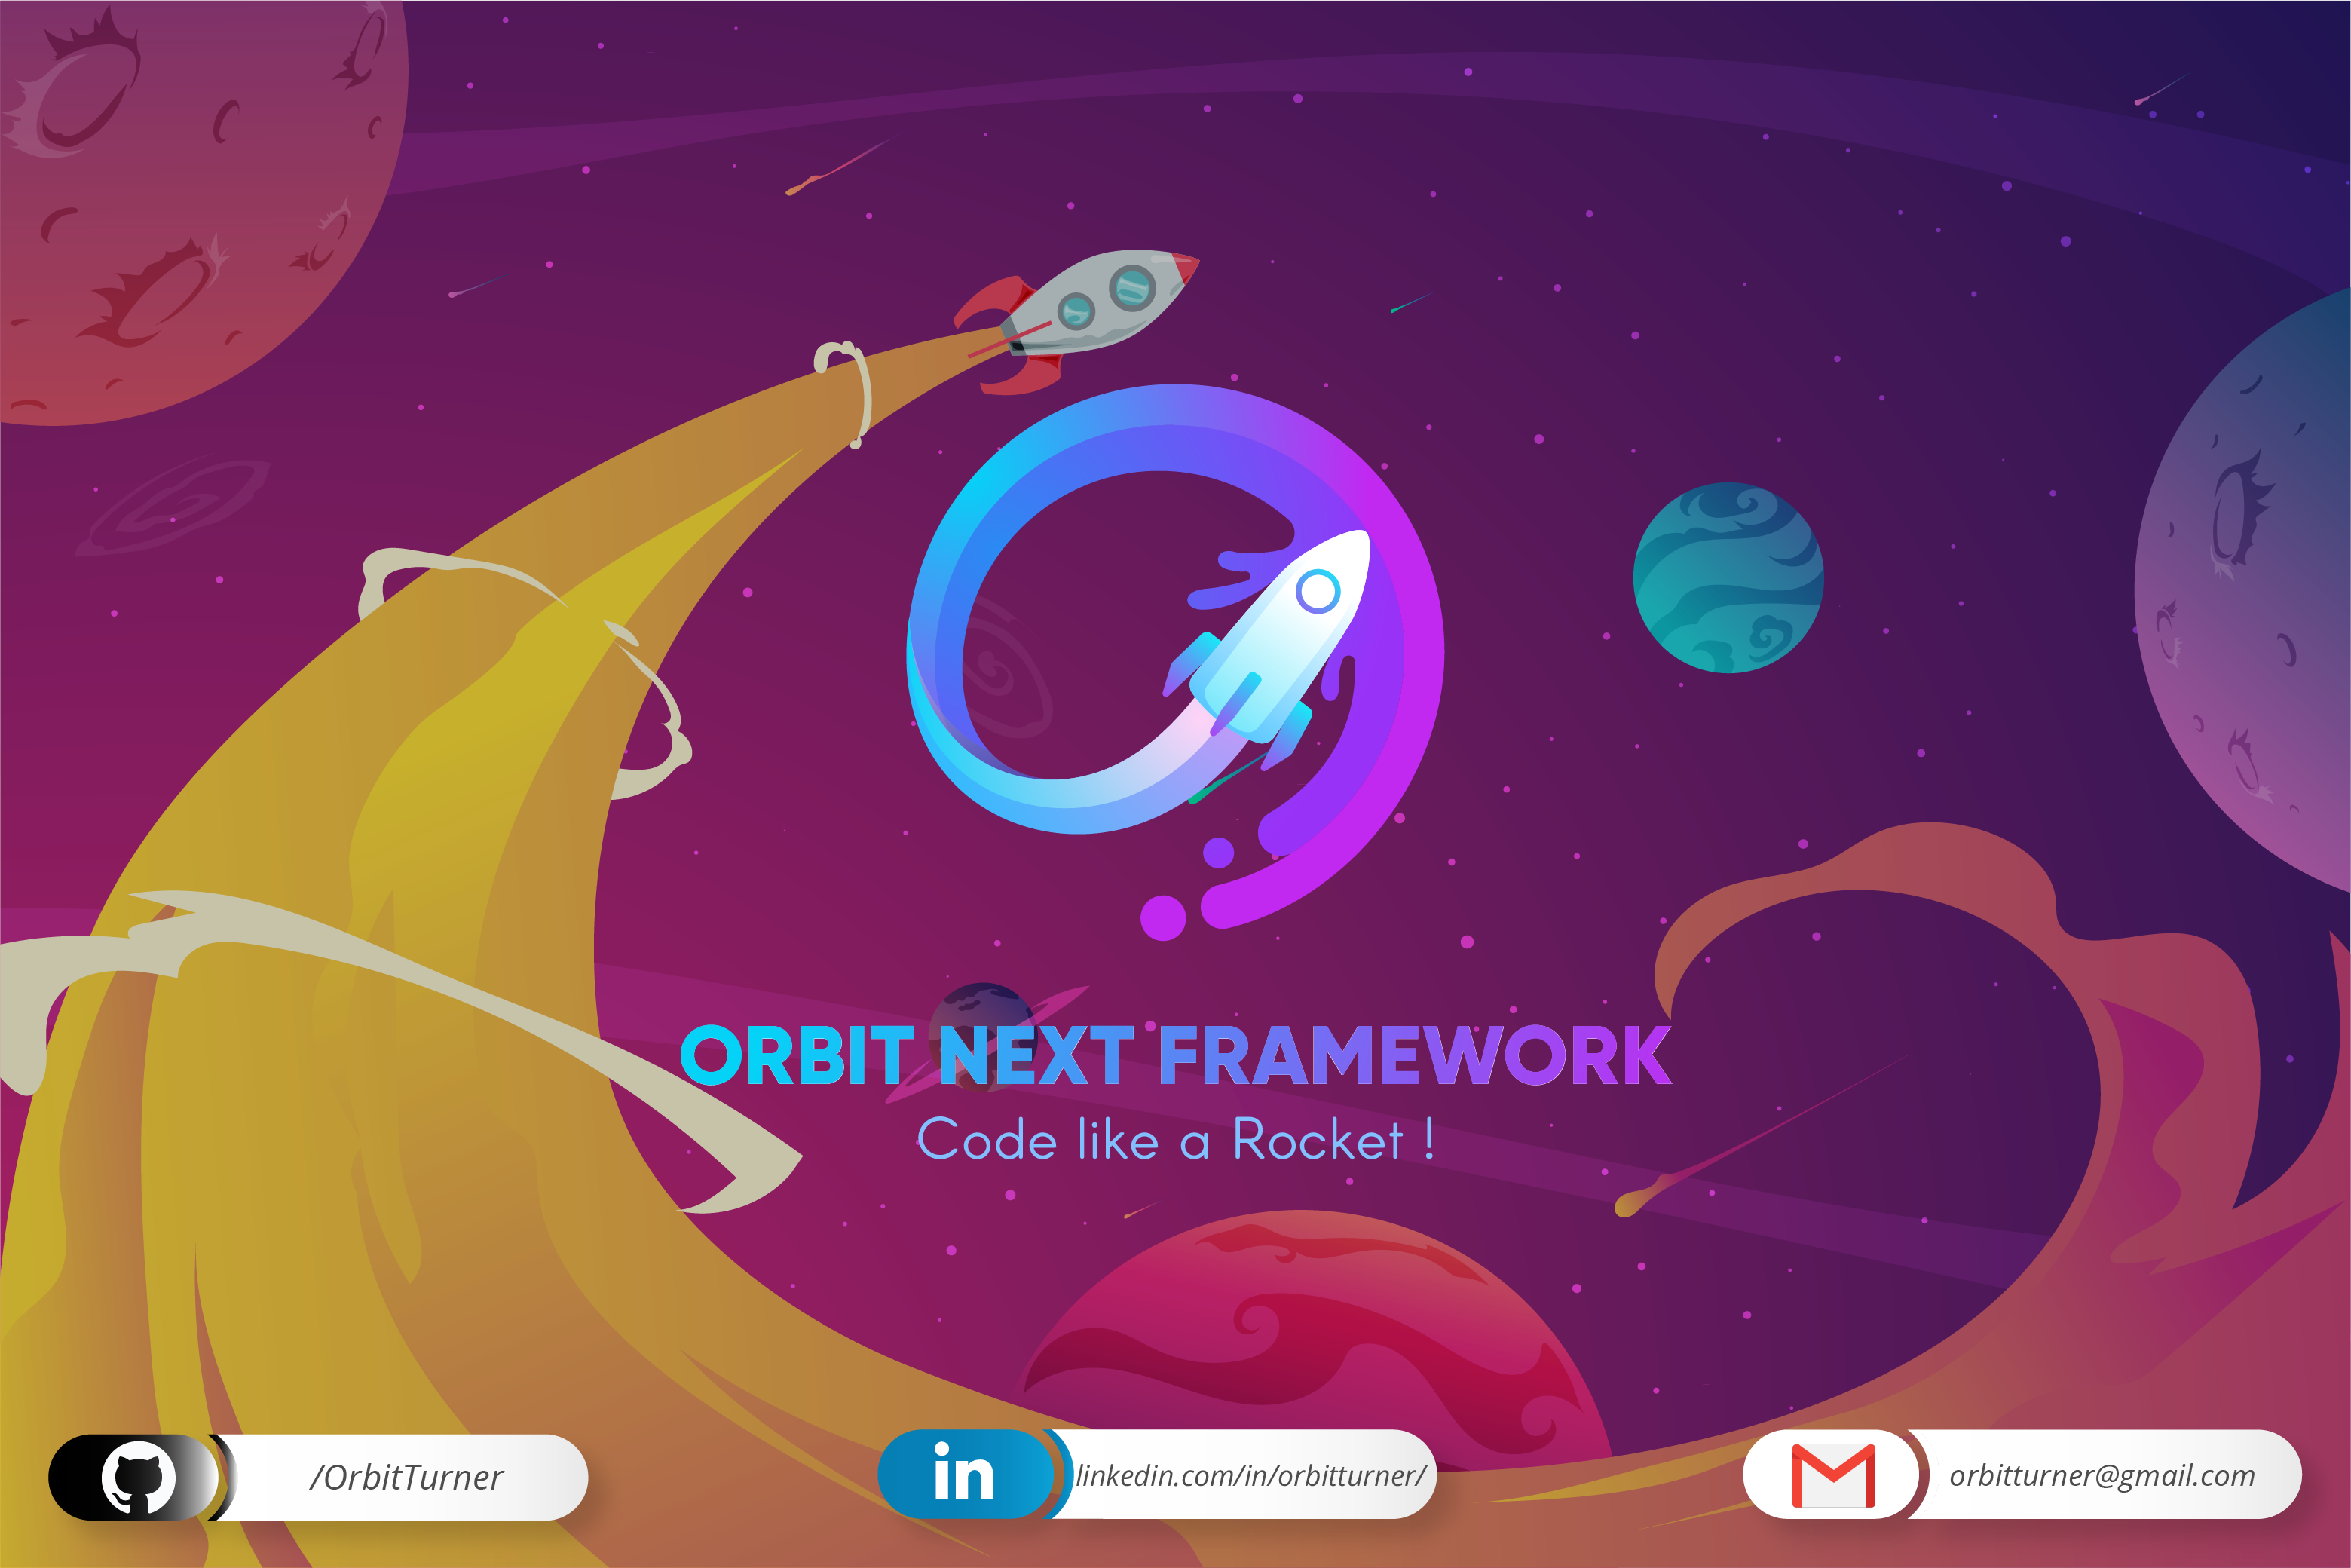 ORBIT NEXT FRAMEWORK
Code like a Rocket !
/OrbitTurner
in
linkedin.com/in/orbitturner/
orbitturner@gmail.com